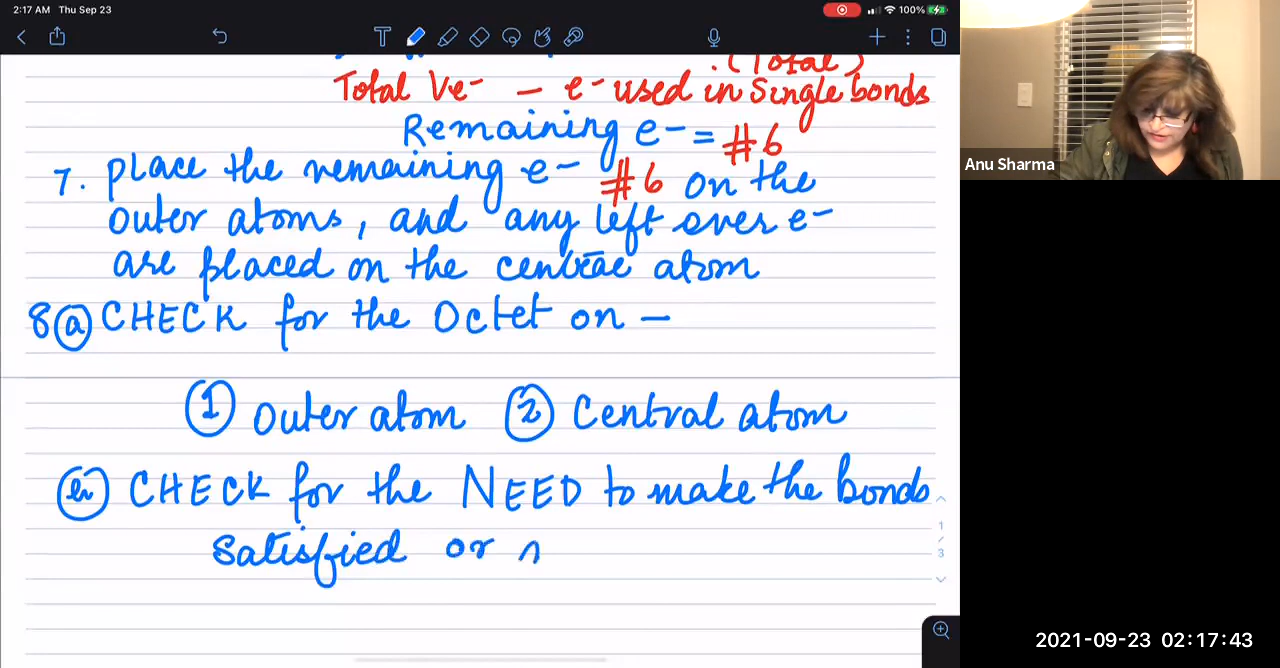 2:17 AM Thu Sep 23
100%
(Total)
Total Ve- — e- used in Single bonds
Remaining e- = #6
7. place the remaining e- #6 on the
outer atoms, and any left over e-
are placed on the central atom
8 a CHECK for the Octet on —
1 Outer atom 2 Central atom
CHECK for the NEED to make the bonds
Satisfied or n
1
3
Anu Sharma
2021-09-23 02:17:43